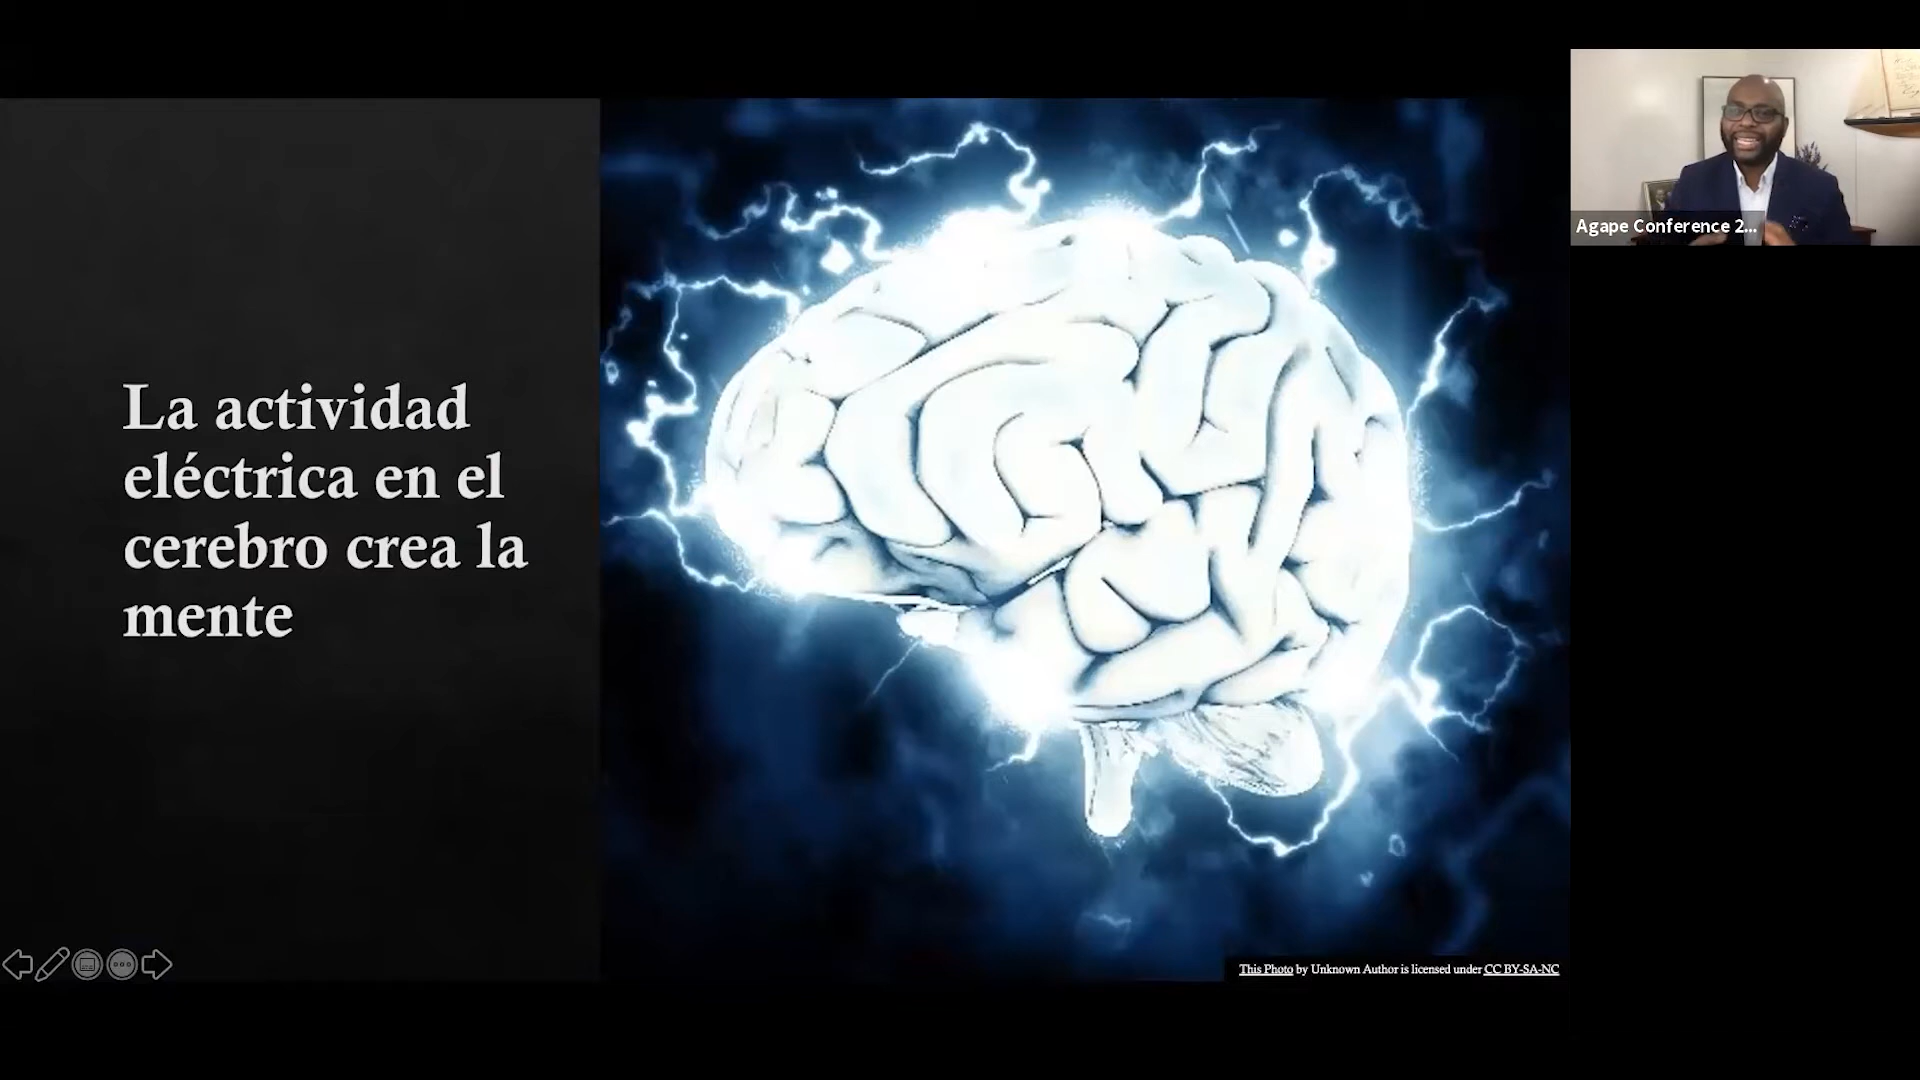 Agape Conference 2...
La actividad
eléctrica en el
cerebro crea la
mente
This Photo by Unknown Author is licensed under CC BY-SA-NC